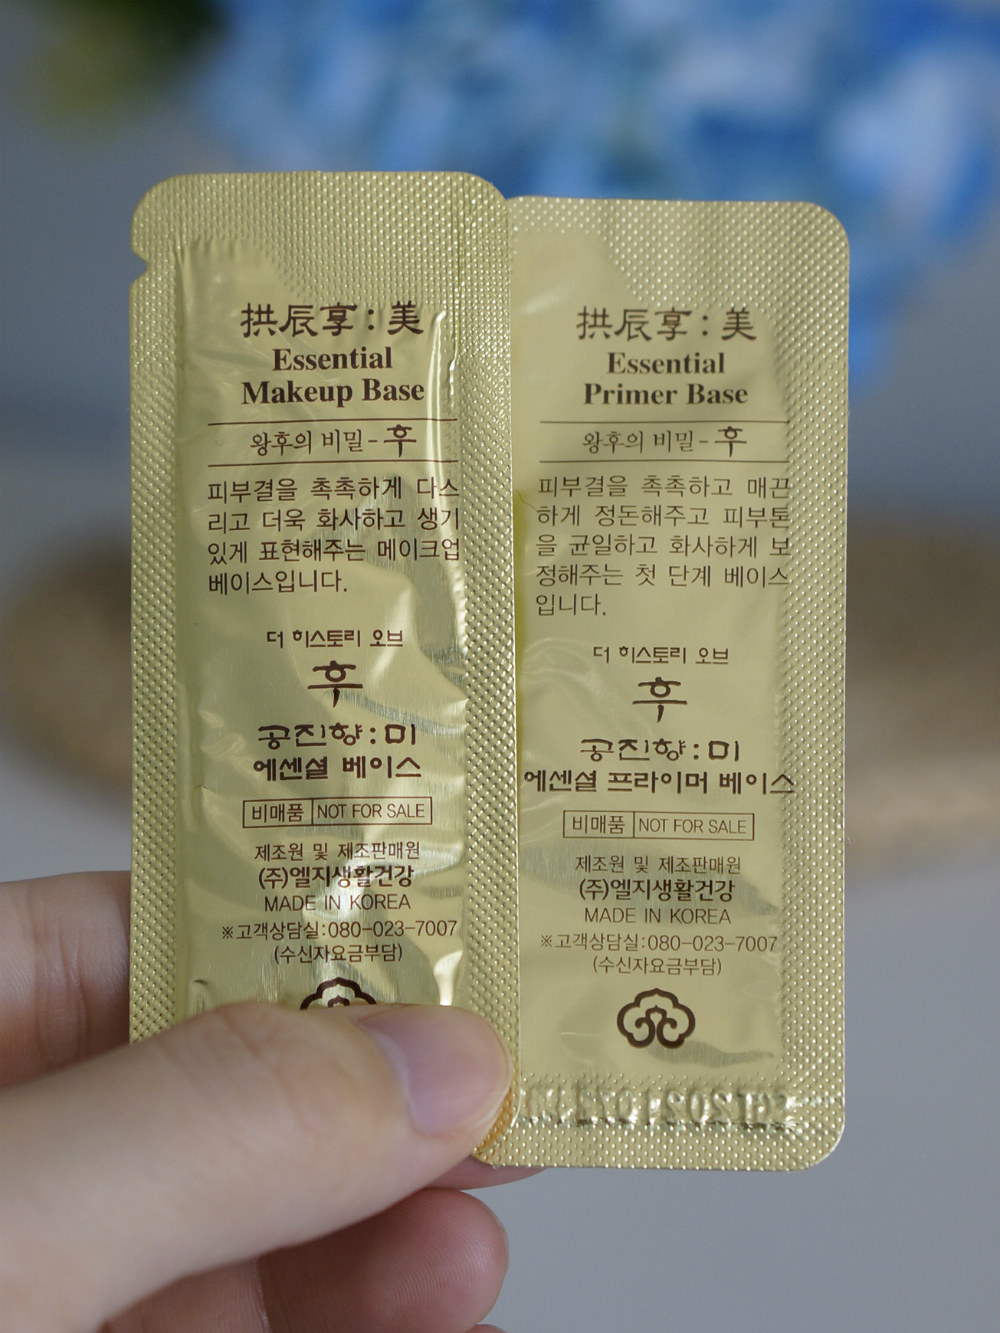 拱辰享 : 美
Essential
Makeup Base
왕후의 비밀 - 후
피부결을 촉촉하게 다스
리고 더욱 화사하고 생기
있게 표현해주는 메이크업
베이스입니다.
더 히스토리 오브
후
공진향 : 미
에센셜 베이스
비매품 NOT FOR SALE
제조원 및 제조판매원
(주)엘지생활건강
MADE IN KOREA
※고객상담실:080-023-7007
(수신자요금부담)
拱辰享 : 美
Essential
Primer Base
왕후의 비밀 - 후
피부결을 촉촉하고 매끈
하게 정돈해주고 피부톤
을 균일하고 화사하게 보
정해주는 첫 단계 베이스
입니다.
더 히스토리 오브
후
공진향 : 미
에센셜 프라이머 베이스
비매품 NOT FOR SALE
제조원 및 제조판매원
(주)엘지생활건강
MADE IN KOREA
※고객상담실:080-023-7007
(수신자요금부담)